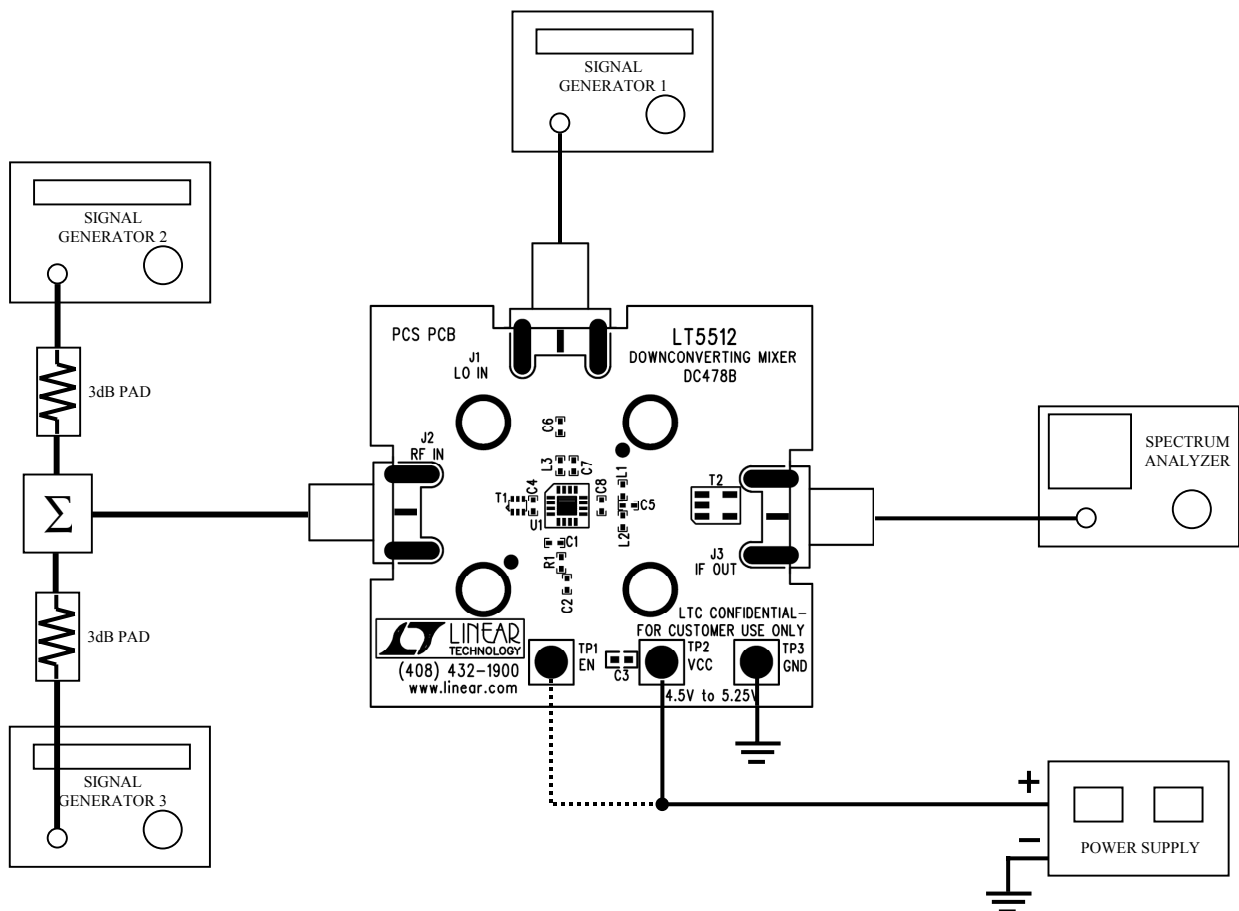 SIGNAL
GENERATOR 1
SIGNAL
GENERATOR 2
3dB PAD
Σ
3dB PAD
SIGNAL
GENERATOR 3
PCS PCB
J1
LO IN
LT5512
DOWNCONVERTING MIXER
DC478B
J2
RF IN
C6
L3
C7
L1
T1
C4
U1
C8
C5
L2
T2
C1
R1
C2
J3
IF OUT
LTC CONFIDENTIAL-
FOR CUSTOMER USE ONLY
LINEAR
TECHNOLOGY
(408) 432-1900
www.linear.com
TP1
EN
C3
TP2
VCC
TP3
GND
4.5V to 5.25V
SPECTRUM
ANALYZER
+
−
POWER SUPPLY